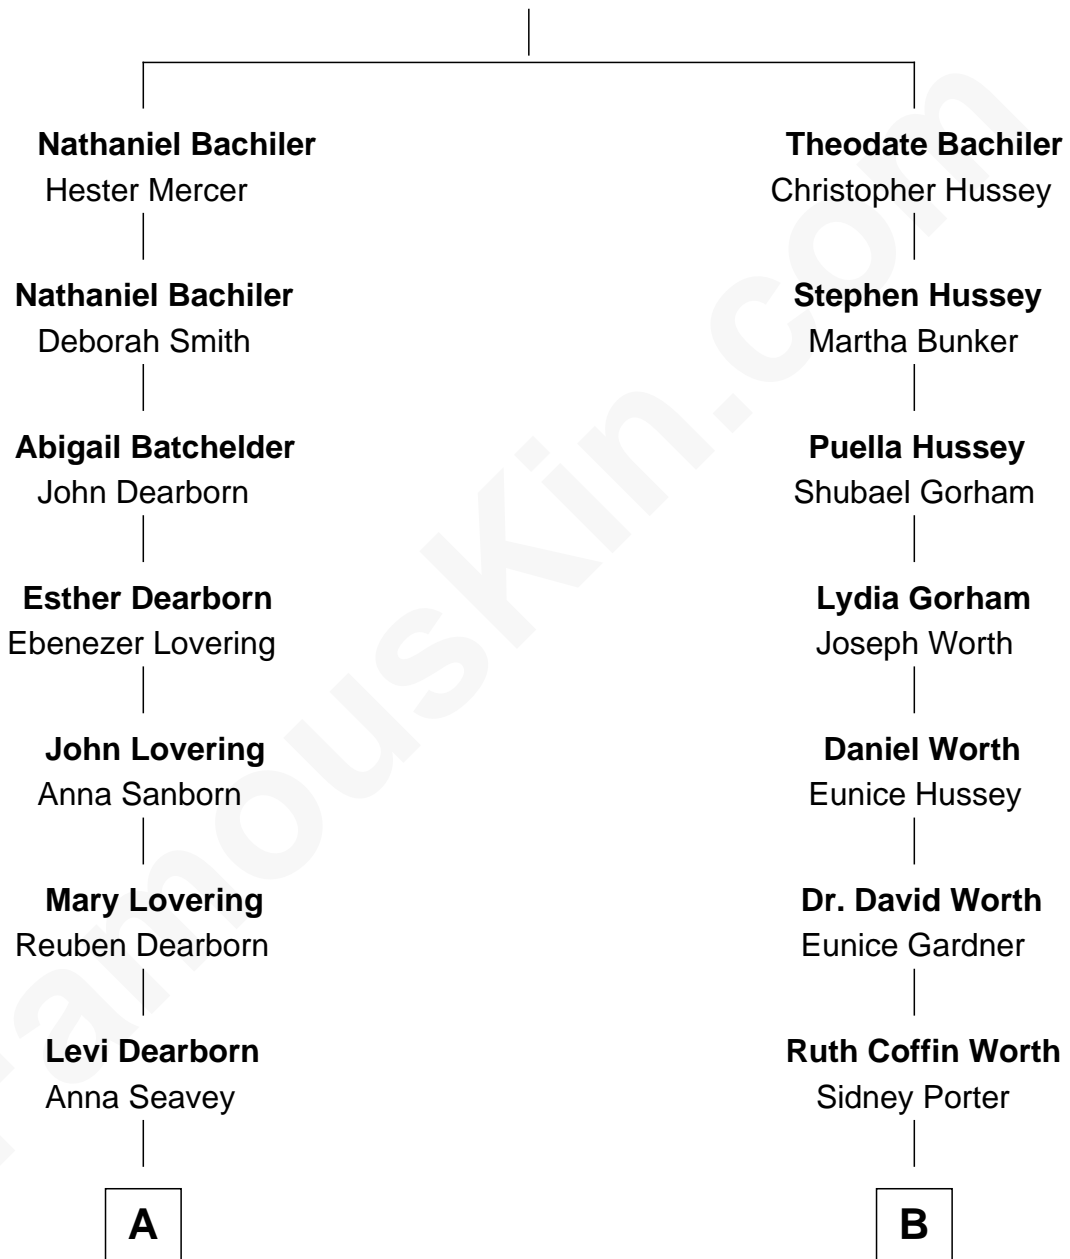 Nathaniel Bachiler
Hester Mercer
Nathaniel Bachiler
Deborah Smith
Abigail Batchelder
John Dearborn
Esther Dearborn
Ebenezer Lovering
John Lovering
Anna Sanborn
Mary Lovering
Reuben Dearborn
Levi Dearborn
Anna Seavey
A
Theodate Bachiler
Christopher Hussey
Stephen Hussey
Martha Bunker
Puella Hussey
Shubael Gorham
Lydia Gorham
Joseph Worth
Daniel Worth
Eunice Hussey
Dr. David Worth
Eunice Gardner
Ruth Coffin Worth
Sidney Porter
B
FamousKin.com